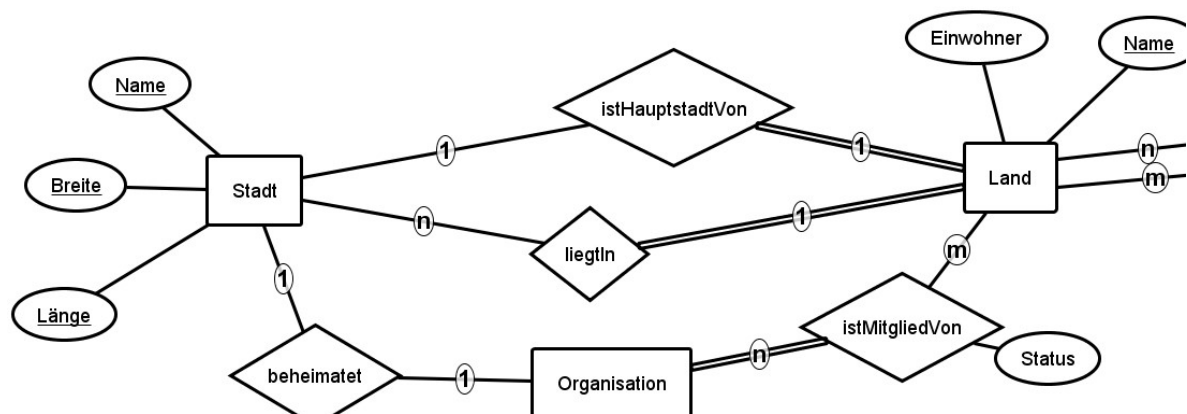 Einwohner
Name
Name
istHauptstadtVon
1
1
n
Breite
Stadt
Land
m
n
1
liegtIn
m
1
Länge
istMitgliedVon
n
Status
beheimatet
1
Organisation